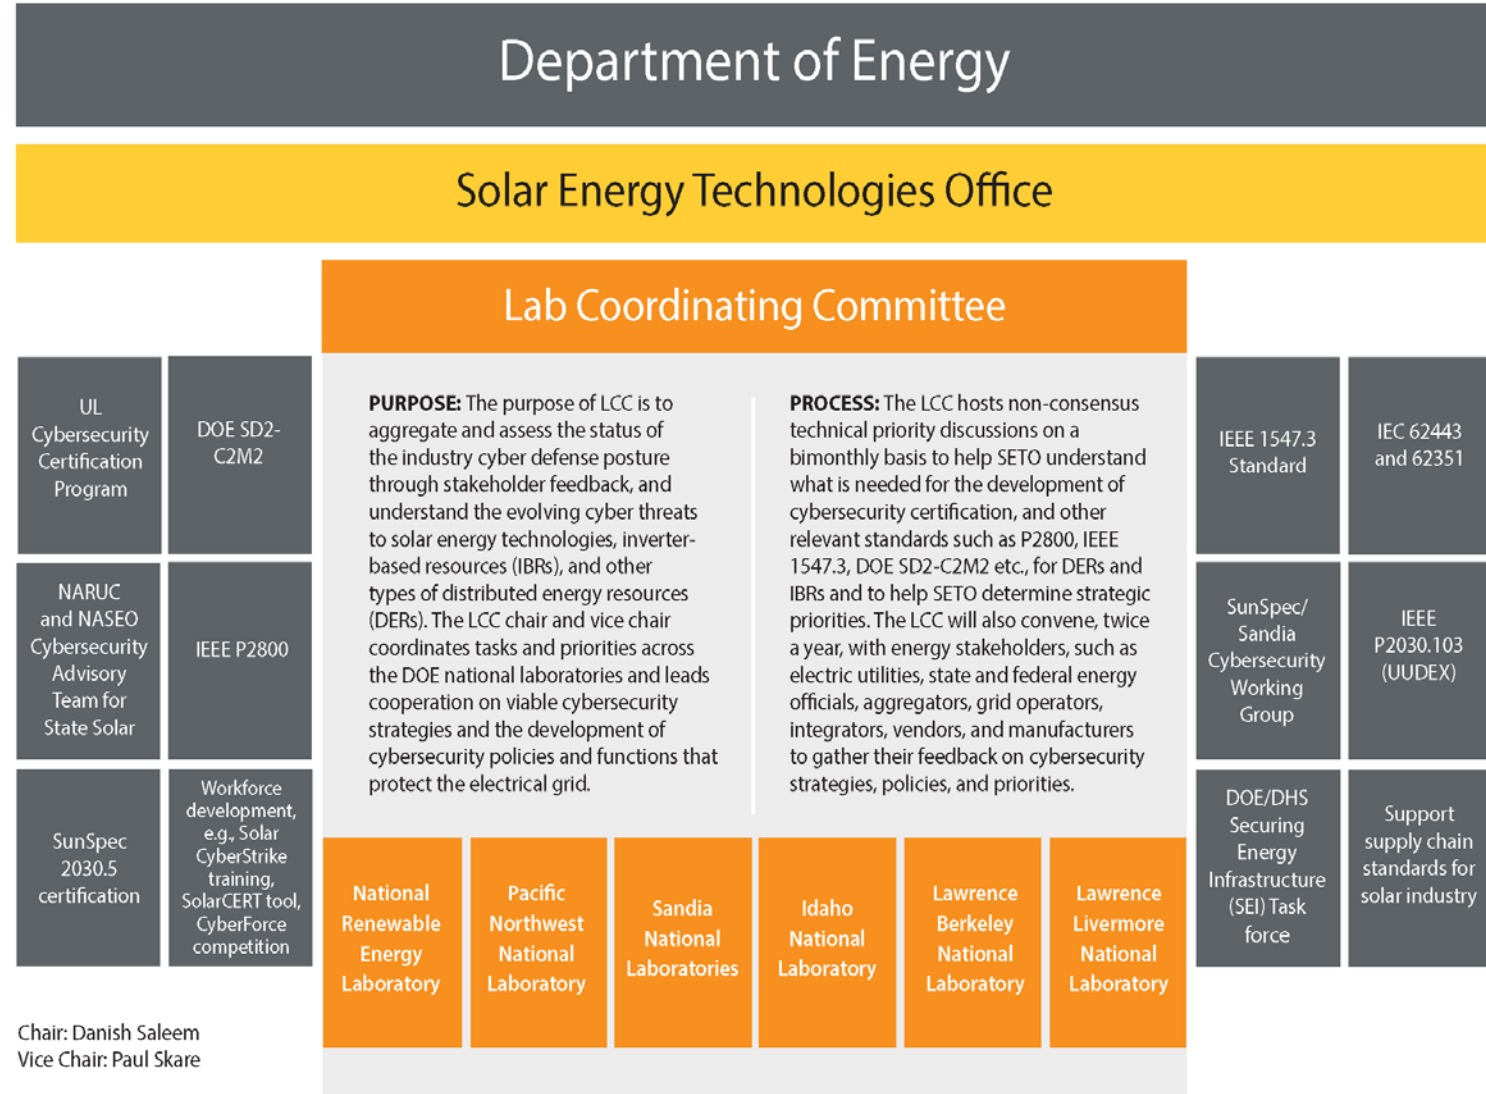 Department of Energy
Solar Energy Technologies Office
Lab Coordinating Committee
UL
Cybersecurity
Certification
Program
DOE SD2-
C2M2
NARUC
and NASEO
Cybersecurity
Advisory
Team for
State Solar
IEEE P2800
SunSpec
2030.5
certification
Workforce
development,
e.g., Solar
CyberStrike
training,
SolarCERT tool,
CyberForce
competition
PURPOSE: The purpose of LCC is to
aggregate and assess the status of
the industry cyber defense posture
through stakeholder feedback, and
understand the evolving cyber threats
to solar energy technologies, inverter-
based resources (IBRs), and other
types of distributed energy resources
(DERs). The LCC chair and vice chair
coordinates tasks and priorities across
the DOE national laboratories and leads
cooperation on viable cybersecurity
strategies and the development of
cybersecurity policies and functions that
protect the electrical grid.
PROCESS: The LCC hosts non-consensus
technical priority discussions on a
bimonthly basis to help SETO understand
what is needed for the development of
cybersecurity certification, and other
relevant standards such as P2800, IEEE
1547.3, DOE SD2-C2M2 etc., for DERs and
IBRs and to help SETO determine strategic
priorities. The LCC will also convene, twice
a year, with energy stakeholders, such as
electric utilities, state and federal energy
officials, aggregators, grid operators,
integrators, vendors, and manufacturers
to gather their feedback on cybersecurity
strategies, policies, and priorities.
IEEE 1547.3
Standard
IEC 62443
and 62351
SunSpec/
Sandia
Cybersecurity
Working
Group
IEEE
P2030.103
(UUDEX)
DOE/DHS
Securing
Energy
Infrastructure
(SEI) Task
force
Support
supply chain
standards for
solar industry
National
Renewable
Energy
Laboratory
Pacific
Northwest
National
Laboratory
Sandia
National
Laboratories
Idaho
National
Laboratory
Lawrence
Berkeley
National
Laboratory
Lawrence
Livermore
National
Laboratory
Chair: Danish Saleem
Vice Chair: Paul Skare